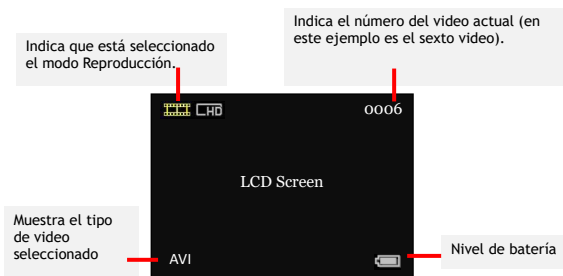 Indica el número del video actual (en
este ejemplo es el sexto video).
Indica que está seleccionado
el modo Reproducción.
HD
0006
LCD Screen
Muestra el tipo
de video
seleccionado
AVI
Nivel de batería